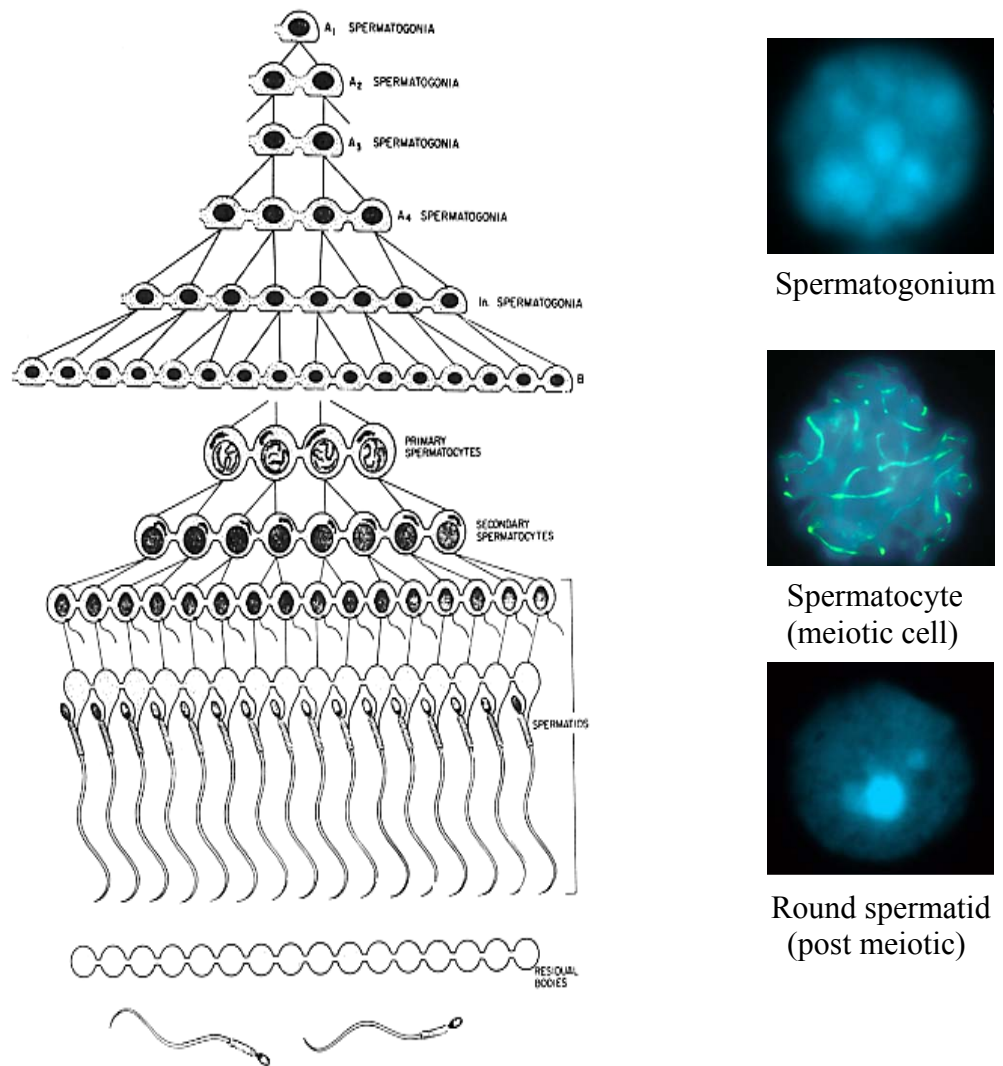 A1 SPERMATOGONIA
A2 SPERMATOGONIA
A3 SPERMATOGONIA
A4 SPERMATOGONIA
In. SPERMATOGONIA
B
PRIMARY
SPERMATOCYTES
SECONDARY
SPERMATOCYTES
SPERMATIDS
RESIDUAL
BODIES
Spermatogonium
Spermatocyte
(meiotic cell)
Round spermatid
(post meiotic)